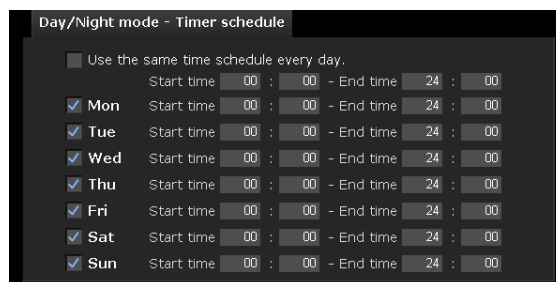 Day/Night mode - Timer schedule
Use the same time schedule every day.
Start time 00 : 00 - End time 24 : 00
Mon Start time 00 : 00 - End time 24 : 00
Tue Start time 00 : 00 - End time 24 : 00
Wed Start time 00 : 00 - End time 24 : 00
Thu Start time 00 : 00 - End time 24 : 00
Fri Start time 00 : 00 - End time 24 : 00
Sat Start time 00 : 00 - End time 24 : 00
Sun Start time 00 : 00 - End time 24 : 00